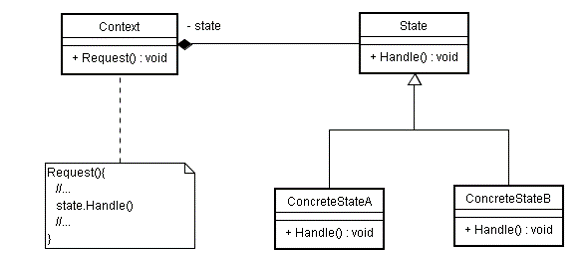 Context
+ Request() : void
- state
State
+ Handle() : void
Request(){
//...
state.Handle()
//...
}
ConcreteStateA
+ Handle() : void
ConcreteStateB
+ Handle() : void